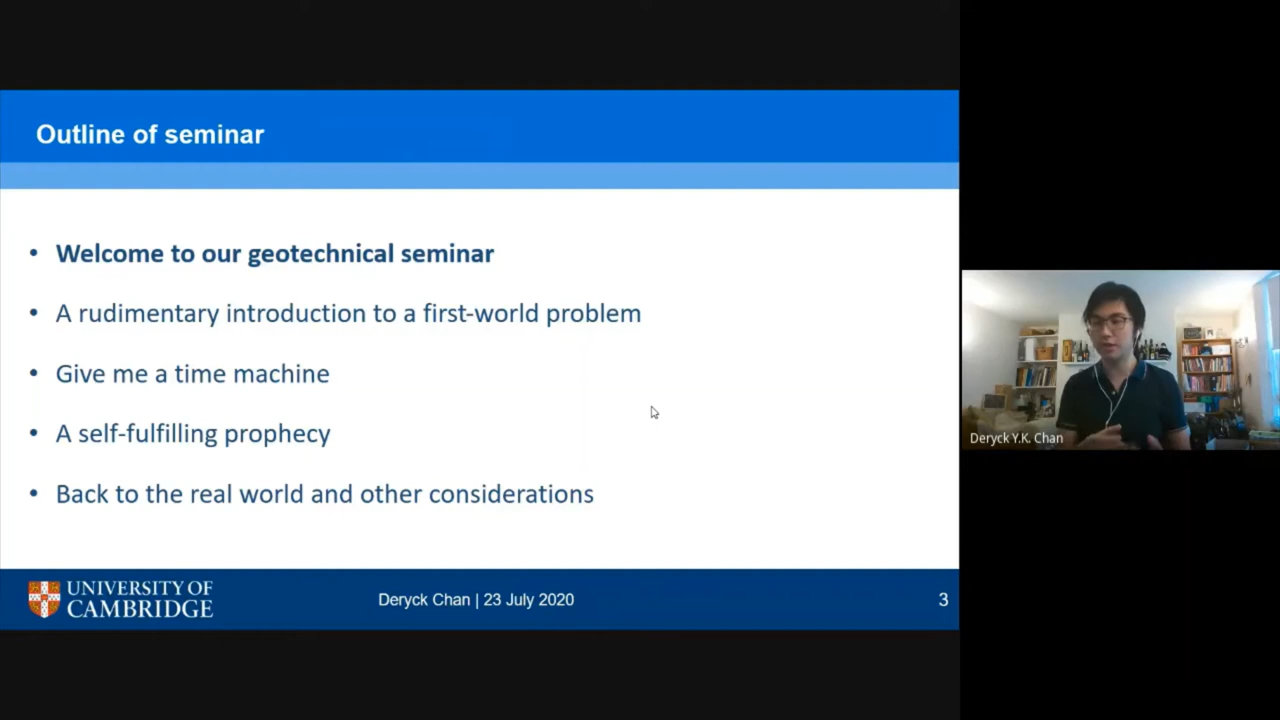 Outline of seminar
• Welcome to our geotechnical seminar
• A rudimentary introduction to a first-world problem
• Give me a time machine
• A self-fulfilling prophecy
• Back to the real world and other considerations
UNIVERSITY OF
CAMBRIDGE
Deryck Chan | 23 July 2020
3
Deryck Y.K. Chan